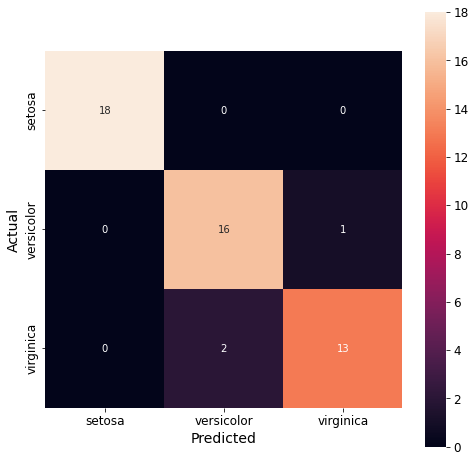 18 0 0
0 16 1
0 2 13
setosa
versicolor
virginica
Actual
setosa versicolor virginica
Predicted
18
16
14
12
10
8
6
4
2
0